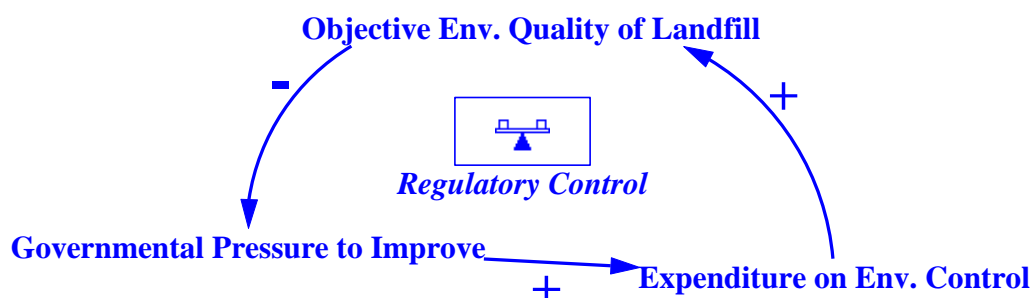 Objective Env. Quality of Landfill
-
+
Regulatory Control
Governmental Pressure to Improve
+
Expenditure on Env. Control